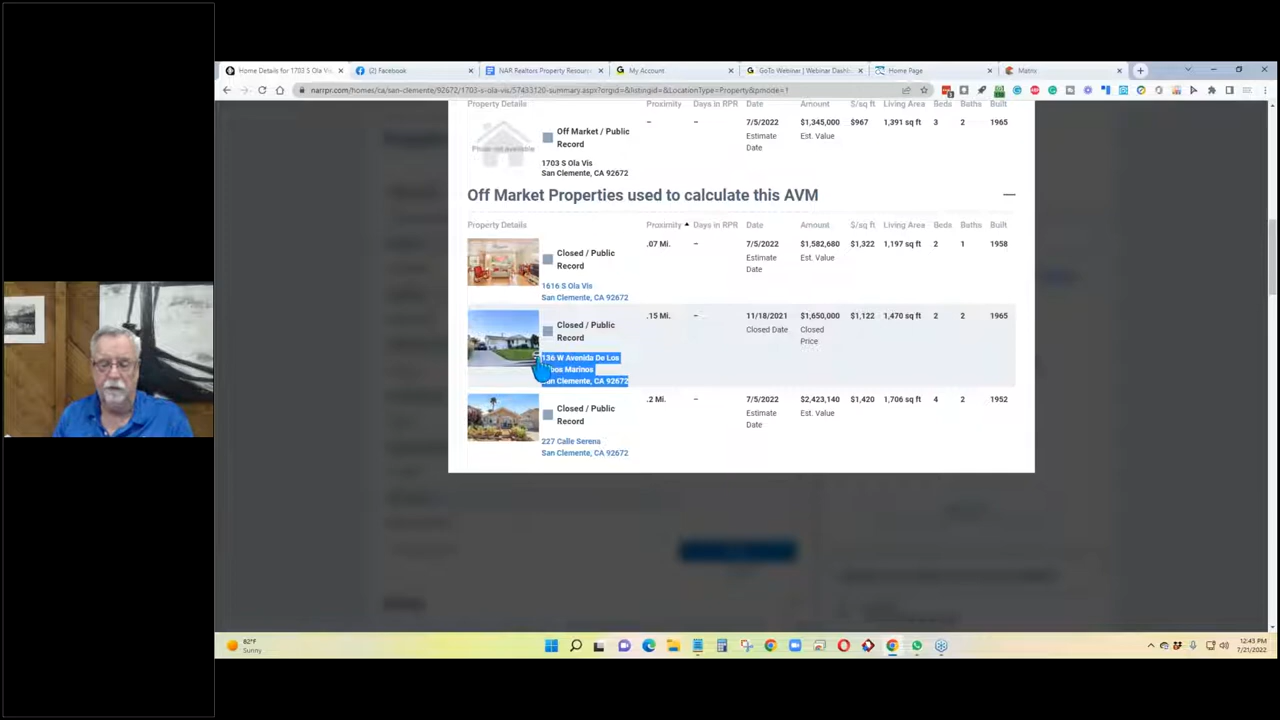 Home Details for 1703 S Ola Vis
(2) Facebook
NAR Realtors Property Resourc
My Account
GoTo Webinar | Webinar Dashb
Home Page
Matrix
narrpr.com/homes/ca/san-clemente/92672/1703-s-ola-vis/57433120-summary.aspx?orgid=&listingid=&LocationType=Property&pmode=1
Property Details Proximity Days in RPR Date Amount $/sq ft Living Area Beds Baths Built
Photo not Available
Off Market / Public
Record
1703 S Ola Vis
San Clemente, CA 92672
– – 7/5/2022 $1,345,000 $967 1,391 sq ft 3 2 1965
Estimate
Date
Est. Value
Off Market Properties used to calculate this AVM
Property Details Proximity Days in RPR Date Amount $/sq ft Living Area Beds Baths Built
Closed / Public
Record
1616 S Ola Vis
San Clemente, CA 92672
.07 Mi. – 7/5/2022 $1,582,680 $1,322 1,197 sq ft 2 1 1958
Estimate
Date
Est. Value
Closed / Public
Record
136 W Avenida De Los
Marinos
San Clemente, CA 92672
.15 Mi. – 11/18/2021 $1,650,000 $1,122 1,470 sq ft 2 2 1965
Closed Date
Closed
Price
Closed / Public
Record
227 Calle Serena
San Clemente, CA 92672
.2 Mi. – 7/5/2022 $2,423,140 $1,420 1,706 sq ft 4 2 1952
Estimate
Date
Est. Value
82°F
Sunny
12:43 PM
7/21/2022